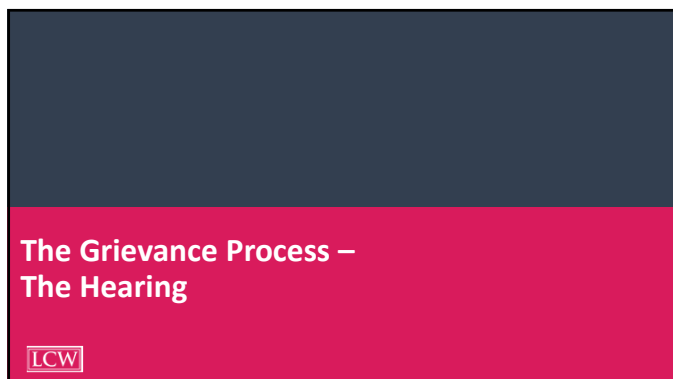 The Grievance Process –
The Hearing
LCW